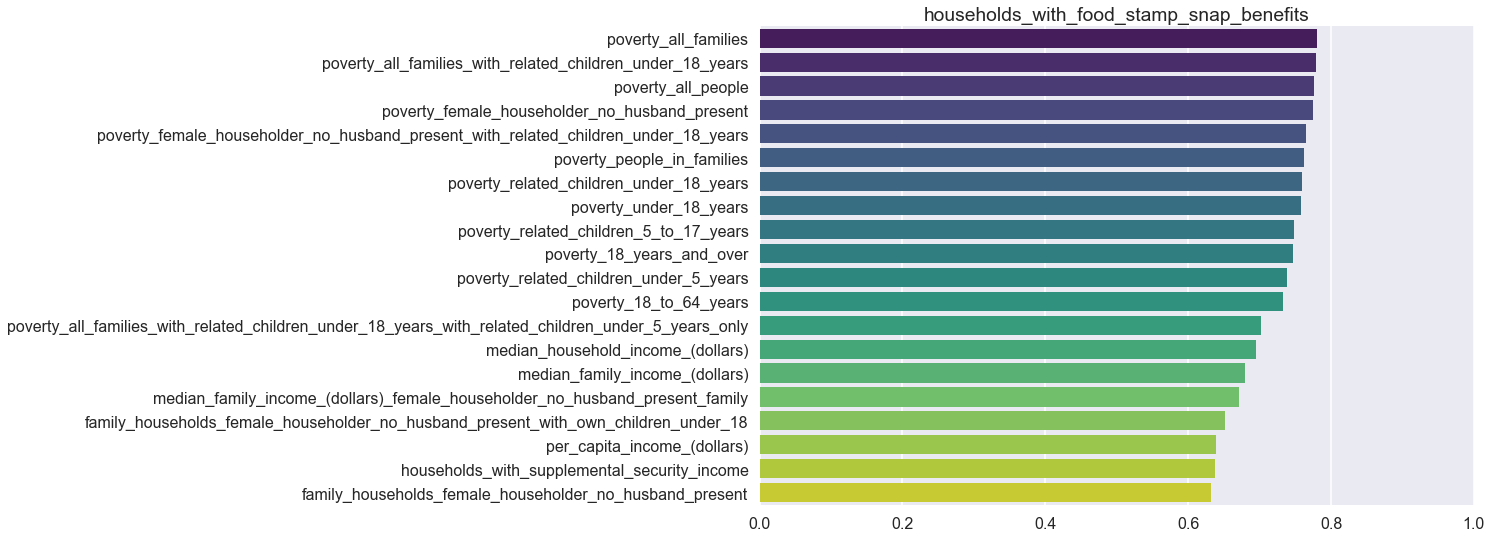 households_with_food_stamp_snap_benefits
poverty_all_families
poverty_all_families_with_related_children_under_18_years
poverty_all_people
poverty_female_householder_no_husband_present
poverty_female_householder_no_husband_present_with_related_children_under_18_years
poverty_people_in_families
poverty_related_children_under_18_years
poverty_under_18_years
poverty_related_children_5_to_17_years
poverty_18_years_and_over
poverty_related_children_under_5_years
poverty_18_to_64_years
poverty_all_families_with_related_children_under_18_years_with_related_children_under_5_years_only
median_household_income_(dollars)
median_family_income_(dollars)
median_family_income_(dollars)_female_householder_no_husband_present_family
family_households_female_householder_no_husband_present_with_own_children_under_18
per_capita_income_(dollars)
households_with_supplemental_security_income
family_households_female_householder_no_husband_present
0.0 0.2 0.4 0.6 0.8 1.0